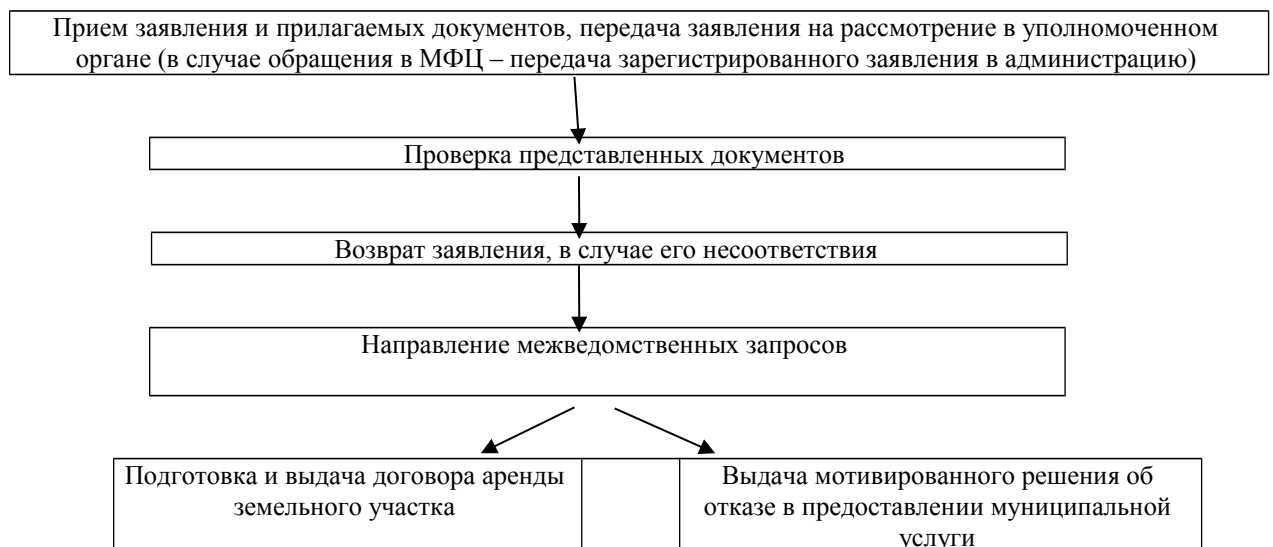 Прием заявления и прилагаемых документов, передача заявления на рассмотрение в уполномоченном
органе (в случае обращения в МФЦ – передача зарегистрированного заявления в администрацию)
Проверка представленных документов
Возврат заявления, в случае его несоответствия
Направление межведомственных запросов
Подготовка и выдача договора аренды
земельного участка
Выдача мотивированного решения об
отказе в предоставлении муниципальной
услуги